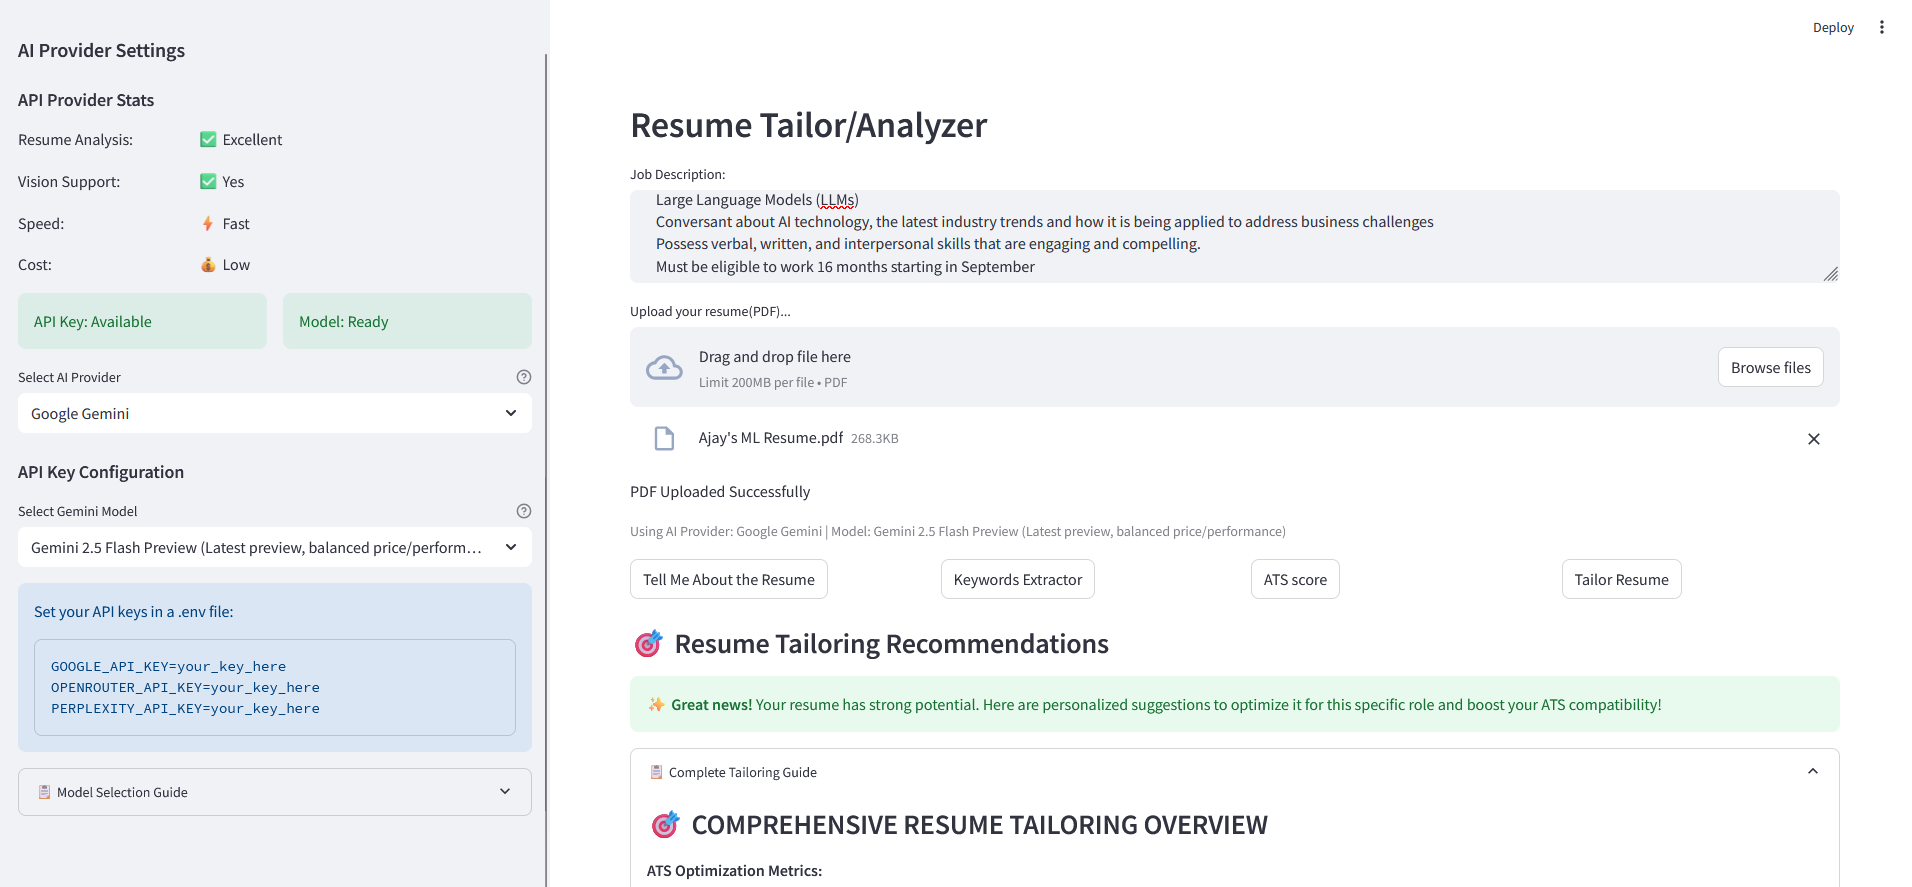 AI Provider Settings
API Provider Stats
Resume Analysis:
✅ Excellent
Vision Support:
✅ Yes
Speed:
⚡ Fast
Cost:
💰 Low
API Key: Available
Model: Ready
Select AI Provider
Google Gemini
API Key Configuration
Select Gemini Model
Gemini 2.5 Flash Preview (Latest preview, balanced price/perform…
Set your API keys in a .env file:
GOOGLE_API_KEY=your_key_here
OPENROUTER_API_KEY=your_key_here
PERPLEXITY_API_KEY=your_key_here
📋 Model Selection Guide
Deploy
Resume Tailor/Analyzer
Job Description:
Large Language Models (LLMs)
Conversant about AI technology, the latest industry trends and how it is being applied to address business challenges
Possess verbal, written, and interpersonal skills that are engaging and compelling.
Must be eligible to work 16 months starting in September
Upload your resume(PDF)...
Drag and drop file here
Limit 200MB per file • PDF
Browse files
Ajay's ML Resume.pdf 268.3KB
PDF Uploaded Successfully
Using AI Provider: Google Gemini | Model: Gemini 2.5 Flash Preview (Latest preview, balanced price/performance)
Tell Me About the Resume
Keywords Extractor
ATS score
Tailor Resume
🎯 Resume Tailoring Recommendations
✨ Great news! Your resume has strong potential. Here are personalized suggestions to optimize it for this specific role and boost your ATS compatibility!
📋 Complete Tailoring Guide
🎯 COMPREHENSIVE RESUME TAILORING OVERVIEW
ATS Optimization Metrics: